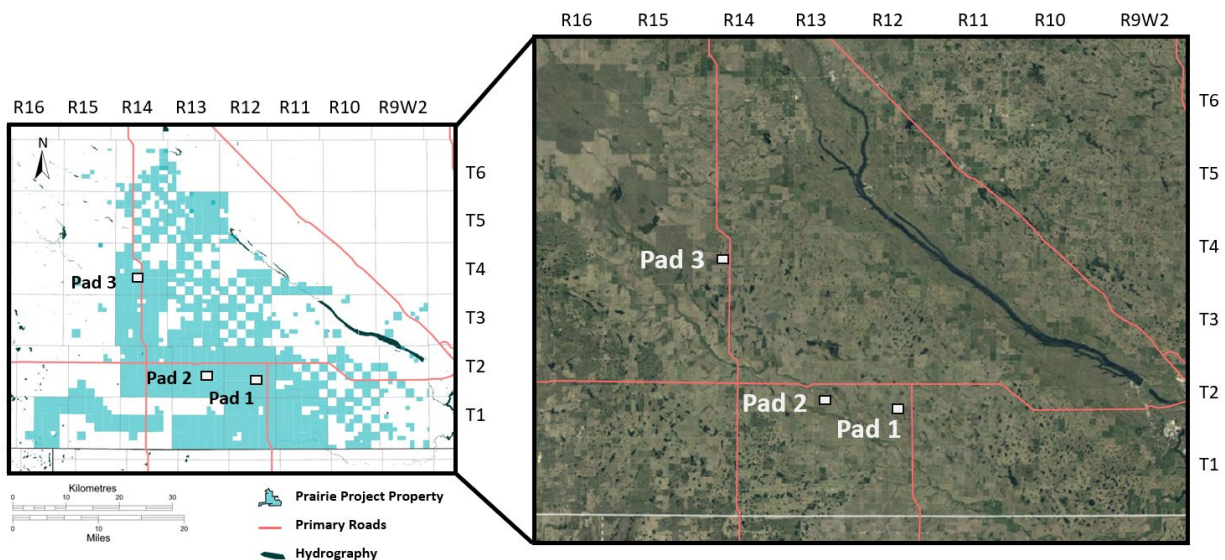 R16 R15 R14 R13 R12 R11 R10 R9W2
R16 R15 R14 R13 R12 R11 R10 R9W2
N
T6
T5
T4
T3
T2
T1
Pad 3
Pad 2
Pad 1
T6
T5
T4
T3
T2
T1
Pad 3
Pad 2
Pad 1
Kilometres
0 10 20 30
0 10 20
Miles
Prairie Project Property
Primary Roads
Hydrography